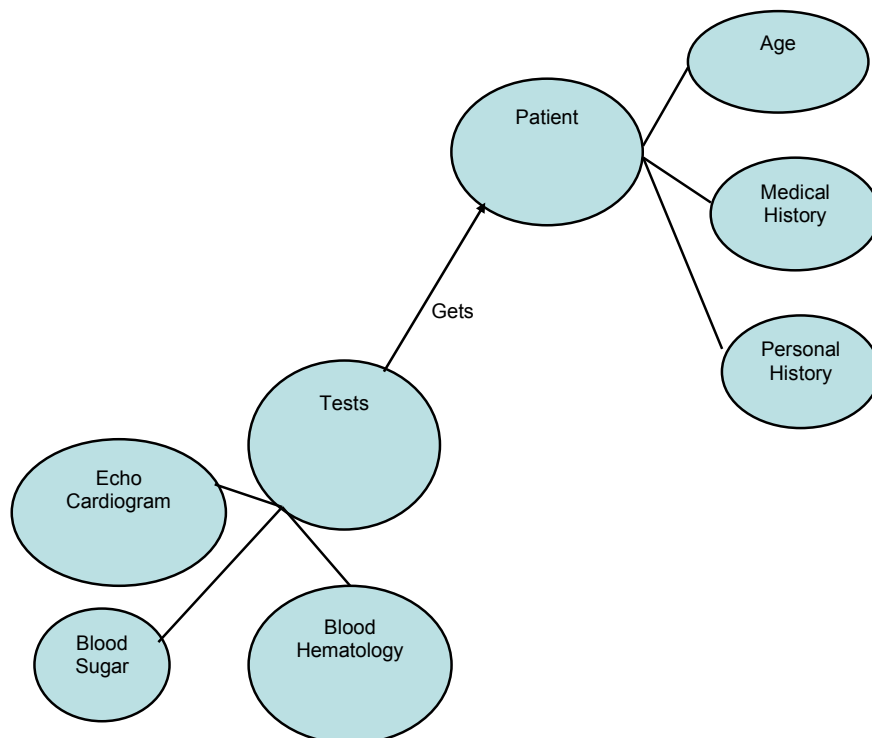 Age
Patient
Medical
History
Gets
Personal
History
Tests
Echo
Cardiogram
Blood
Hematology
Blood
Sugar